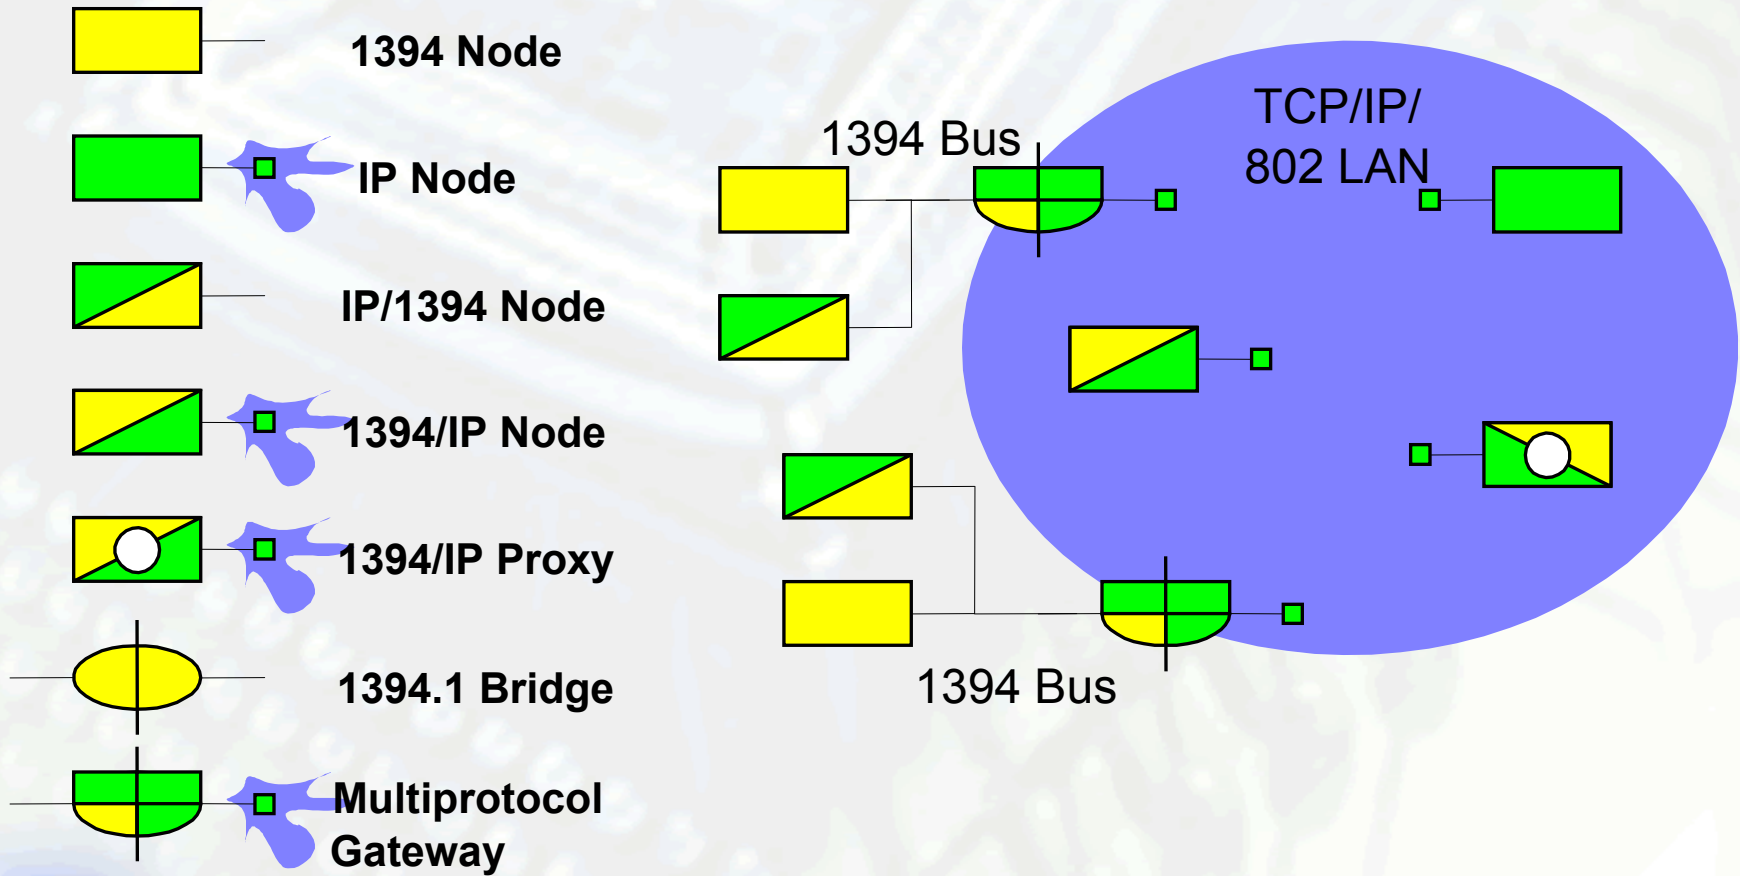 1394 Node
IP Node
IP/1394 Node
1394/IP Node
1394/IP Proxy
1394.1 Bridge
Multiprotocol
Gateway
1394 Bus
TCP/IP/
802 LAN
1394 Bus